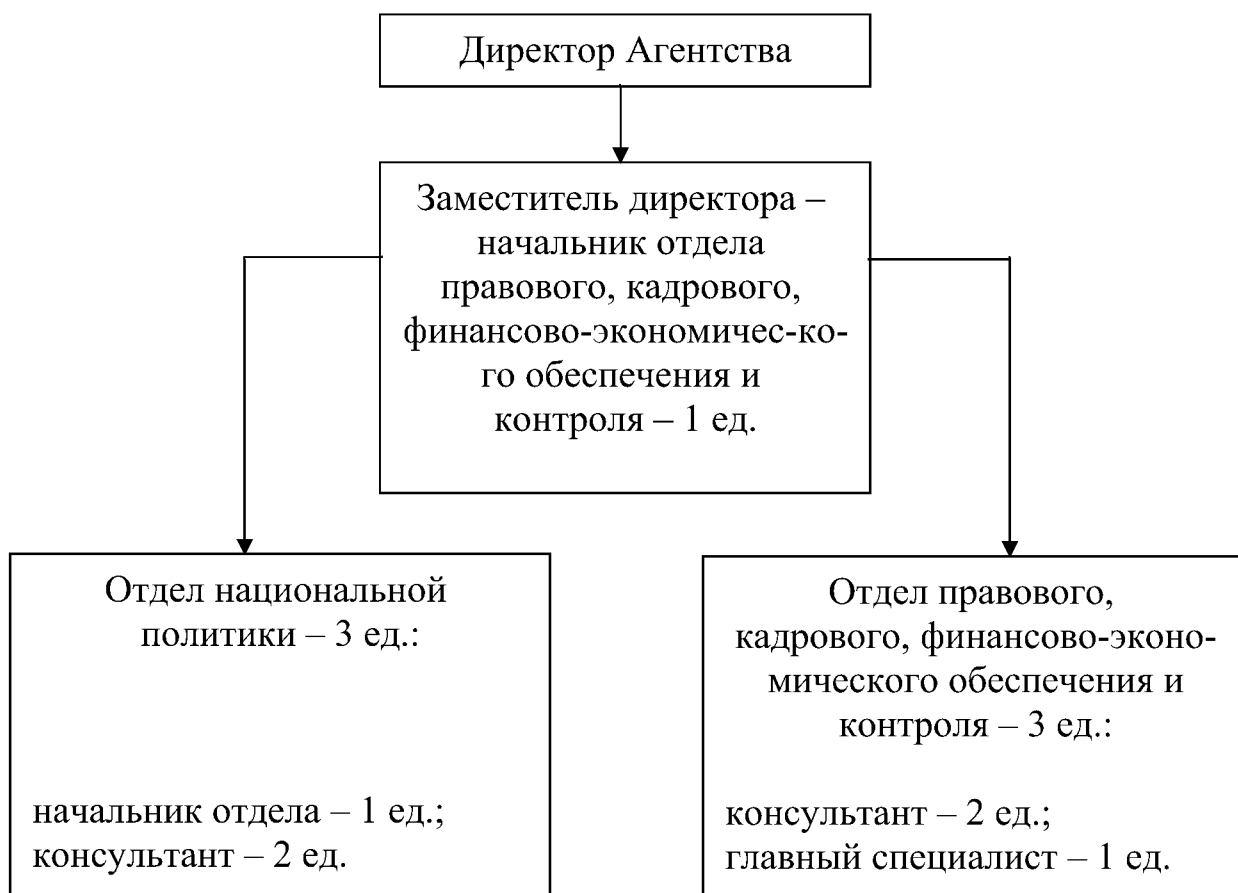 Директор Агентства
Заместитель директора –
начальник отдела
правового, кадрового,
финансово-экономичес-ко-
го обеспечения и
контроля – 1 ед.
Отдел национальной
политики – 3 ед.:
начальник отдела – 1 ед.;
консультант – 2 ед.
Отдел правового,
кадрового, финансово-эконо-
мического обеспечения и
контроля – 3 ед.:
консультант – 2 ед.;
главный специалист – 1 ед.